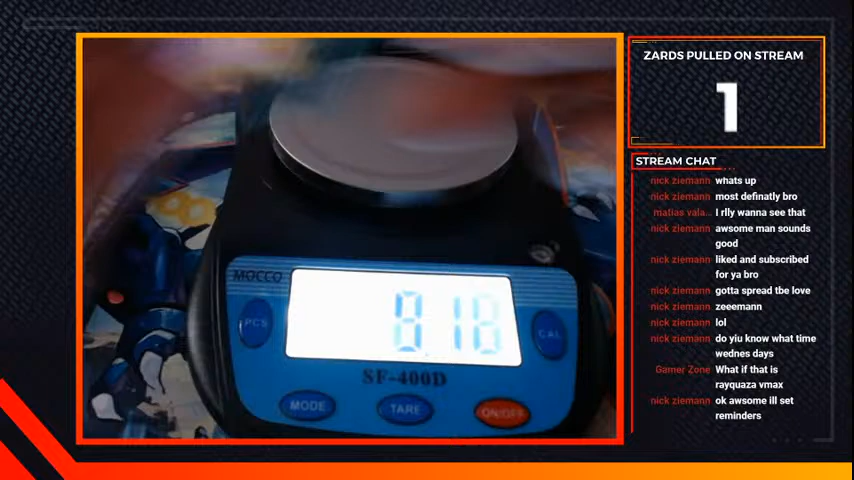 ZARDS PULLED ON STREAM
1
STREAM CHAT
nick ziemann whats up
nick ziemann most definatly bro
matias vala... I rlly wanna see that
nick ziemann awsome man sounds
good
nick ziemann liked and subscribed
for ya bro
nick ziemann gotta spread tbe love
nick ziemann zeeemann
nick ziemann lol
nick ziemann do yiu know what time
wednes days
Gamer Zone What if that is
rayquaza vmax
nick ziemann ok awsome ill set
reminders
MOCCO
PCS
CAL
SF-400D
MODE
TARE
ON/OFF